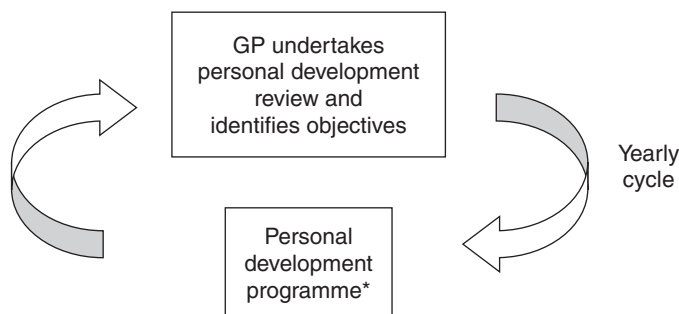 GP undertakes
personal development
review and
identifies objectives
Yearly
cycle
Personal
development
programme*